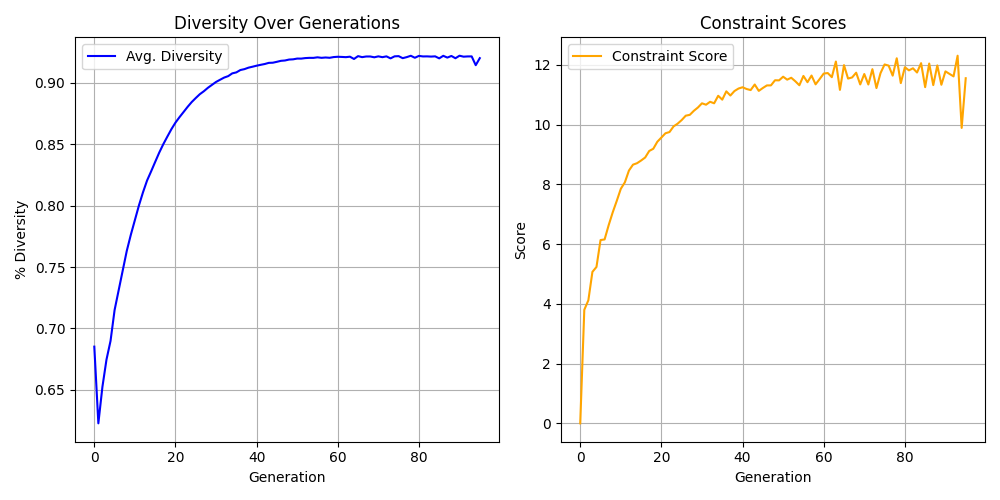 Diversity Over Generations
Avg. Diversity
% Diversity
0.90
0.85
0.80
0.75
0.70
0.65
0 20 40 60 80
Generation
Constraint Scores
Constraint Score
Score
12
10
8
6
4
2
0
0 20 40 60 80
Generation